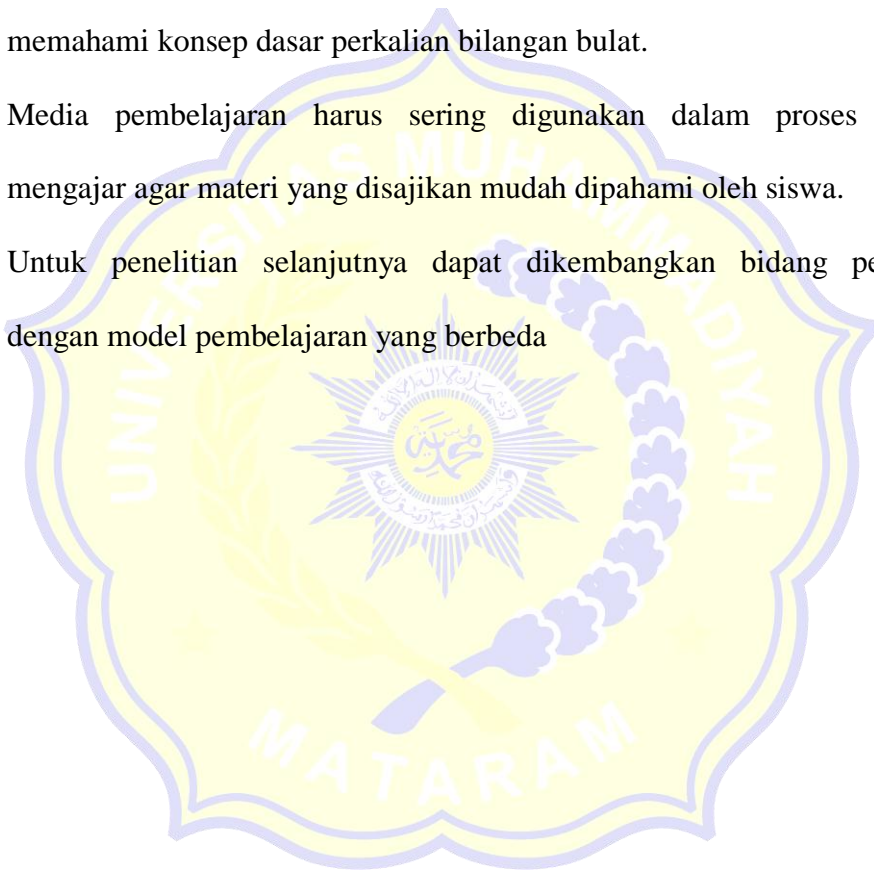 memahami konsep dasar perkalian bilangan bulat.
Media pembelajaran harus sering digunakan dalam proses
mengajar agar materi yang disajikan mudah dipahami oleh siswa.
Untuk penelitian selanjutnya dapat dikembangkan bidang pe
dengan model pembelajaran yang berbeda
UNIVERSITAS MUHAMMADIYAH
MATARAM